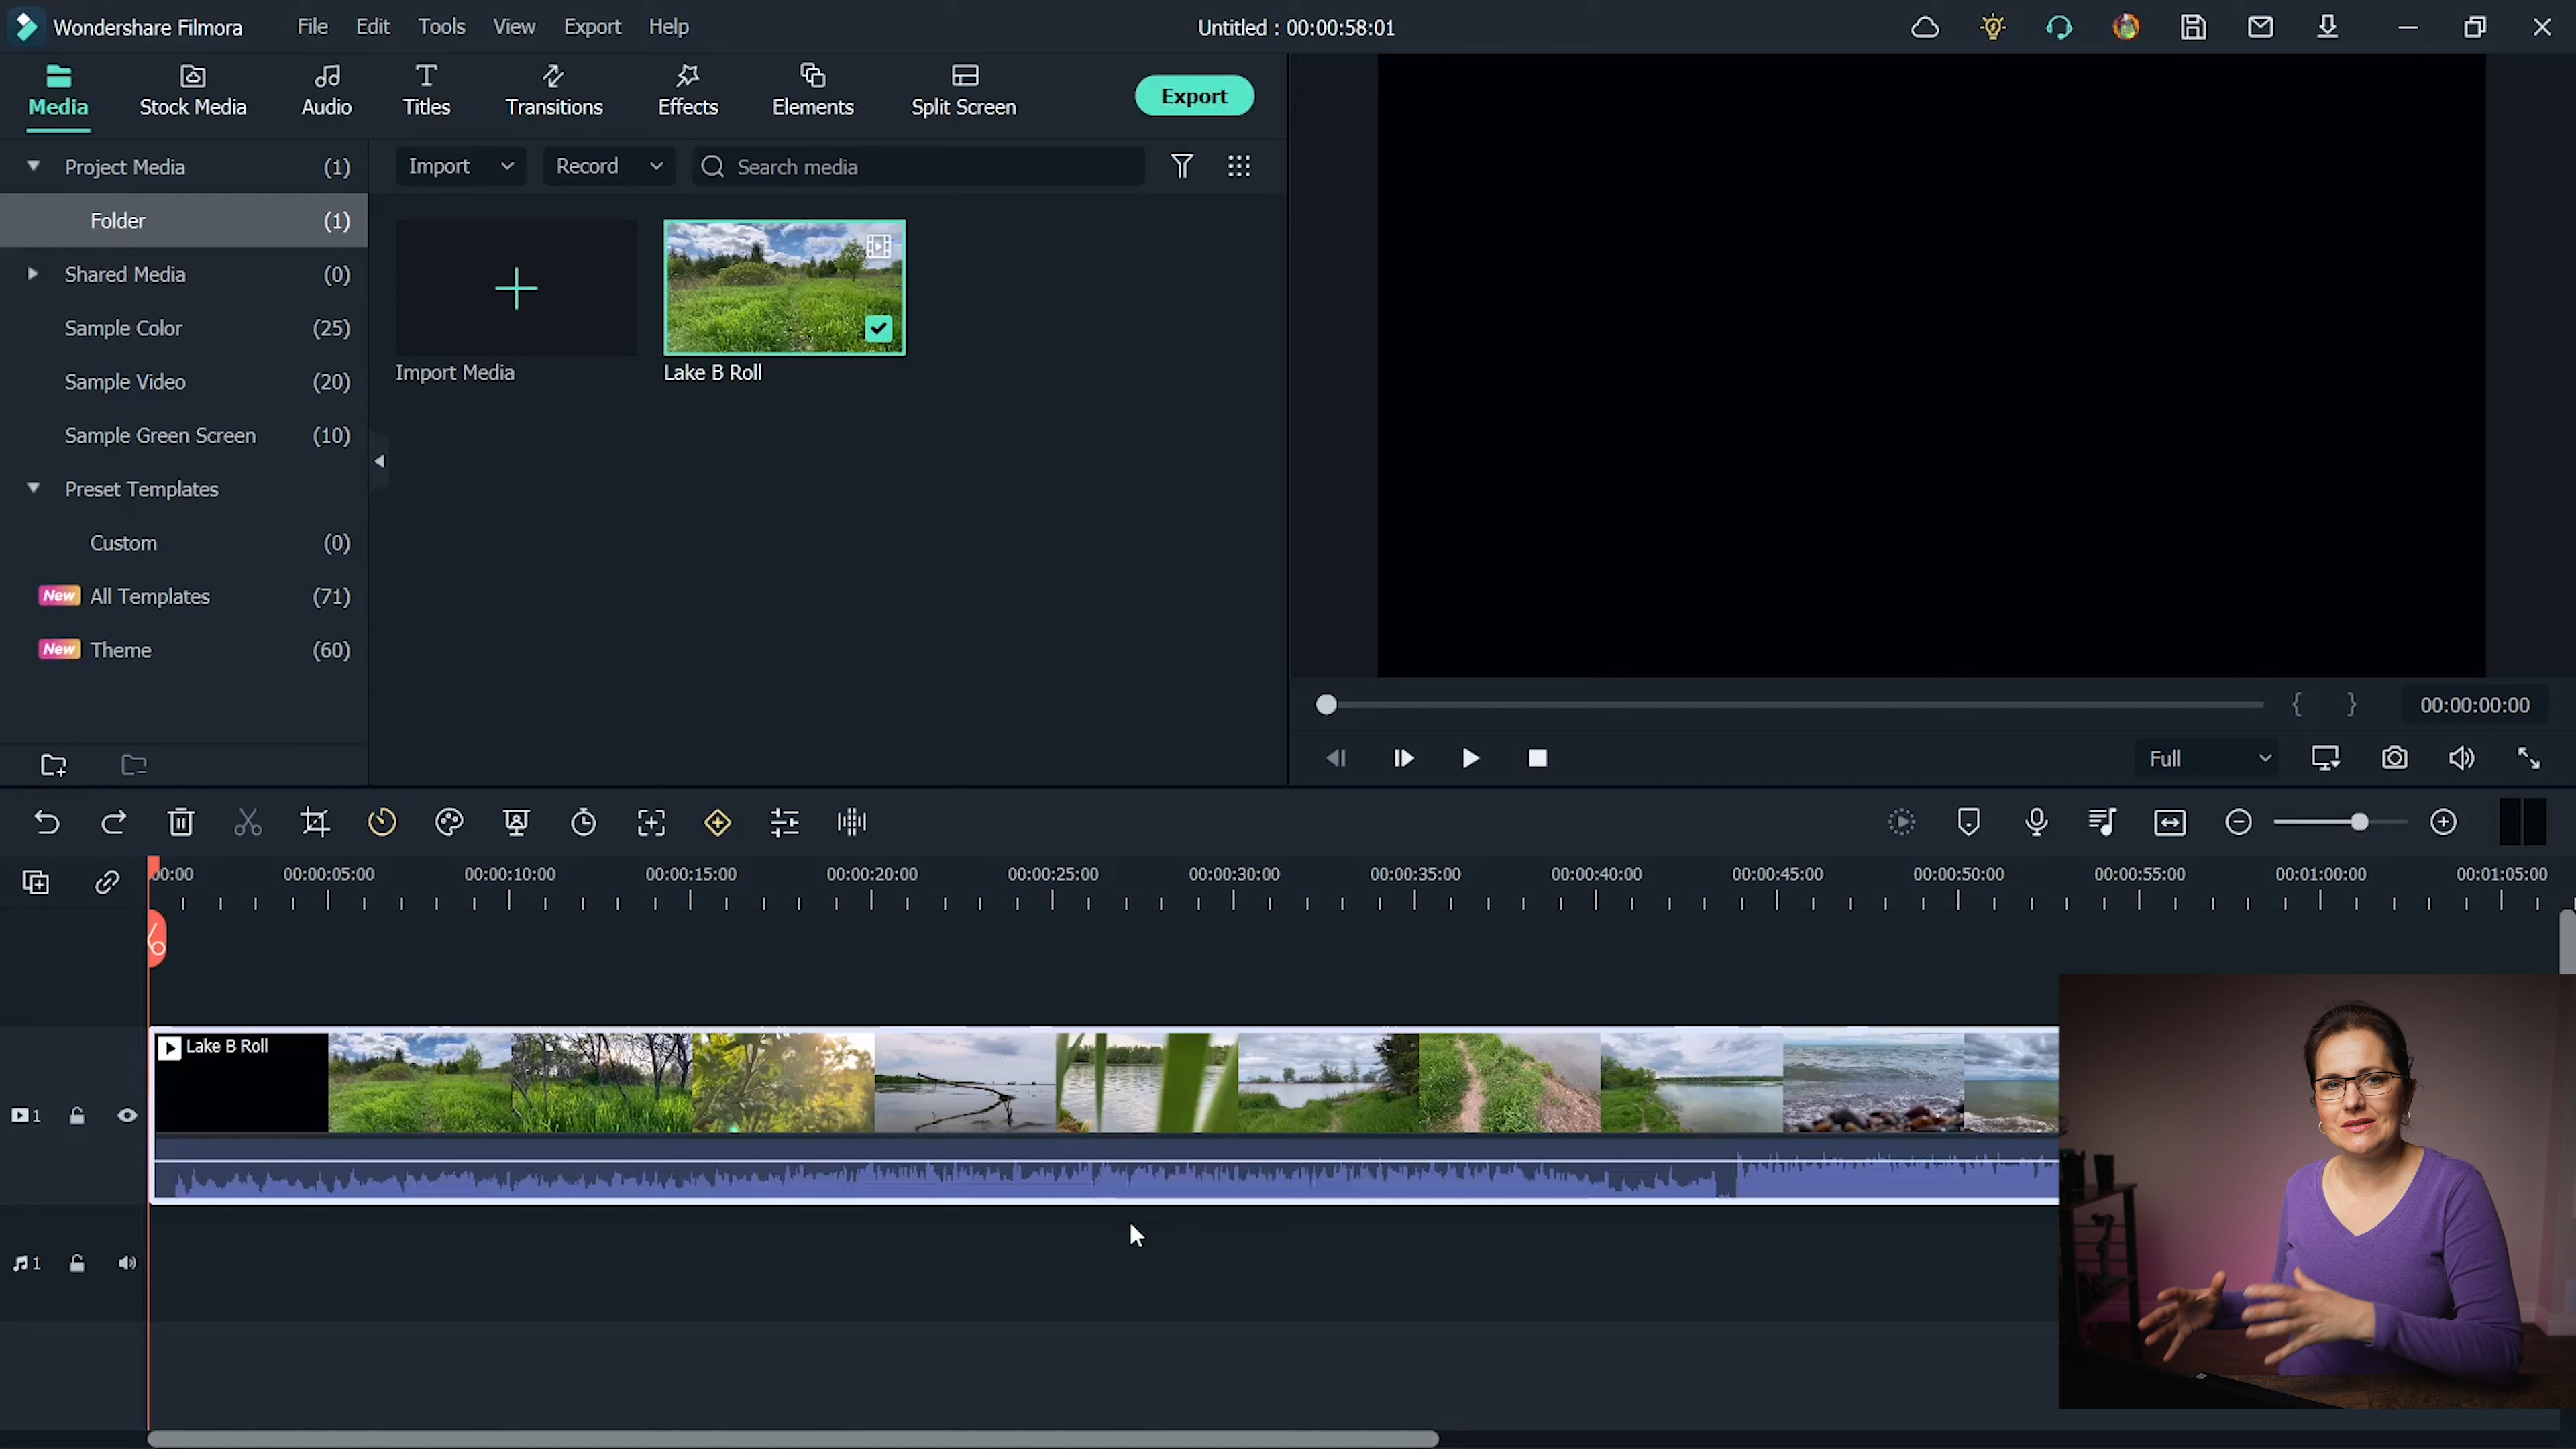 Wondershare Filmora File Edit Tools View Export Help Untitled : 00:00:58:01
Media Stock Media Audio Titles Transitions Effects Elements Split Screen Export
Project Media (1)
Import Record Search media
Folder (1)
Shared Media (0)
Sample Color (25)
Sample Video (20)
Sample Green Screen (10)
Preset Templates
Custom (0)
New All Templates (71)
New Theme (60)
Import Media Lake B Roll
{ } 00:00:00:00
Full
00:00 00:00:05:00 00:00:10:00 00:00:15:00 00:00:20:00 00:00:25:00 00:00:30:00 00:00:35:00 00:00:40:00 00:00:45:00 00:00:50:00 00:00:55:00 00:01:00:00 00:01:05:00
Lake B Roll
1
1